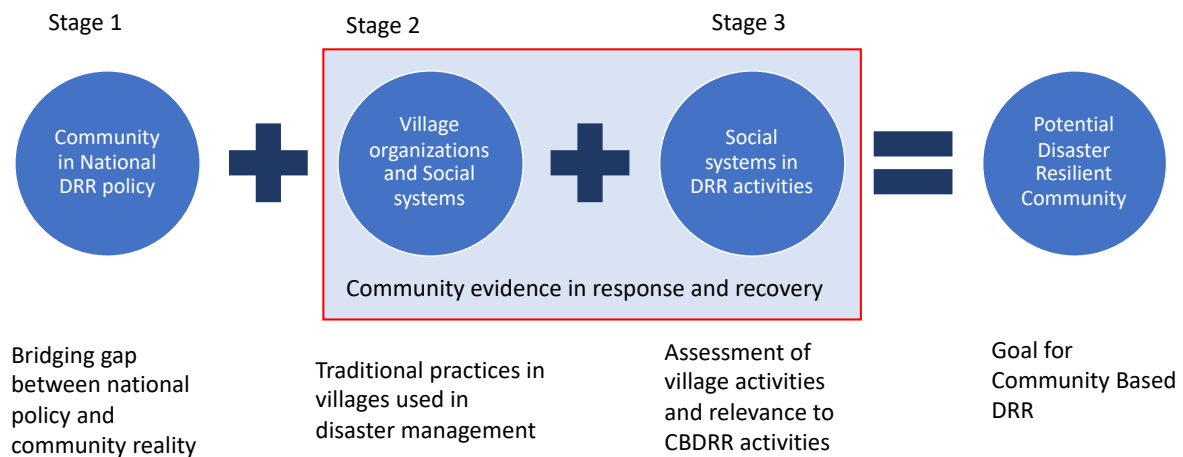 Stage 1
Stage 2
Stage 3
Community
in National
DRR policy
Village
organizations
and Social
systems
Social
systems in
DRR activities
Potential
Disaster
Resilient
Community
Community evidence in response and recovery
Bridging gap
between national
policy and
community reality
Traditional practices in
villages used in
disaster management
Assessment of
village activities
and relevance to
CBDRR activities
Goal for
Community Based
DRR